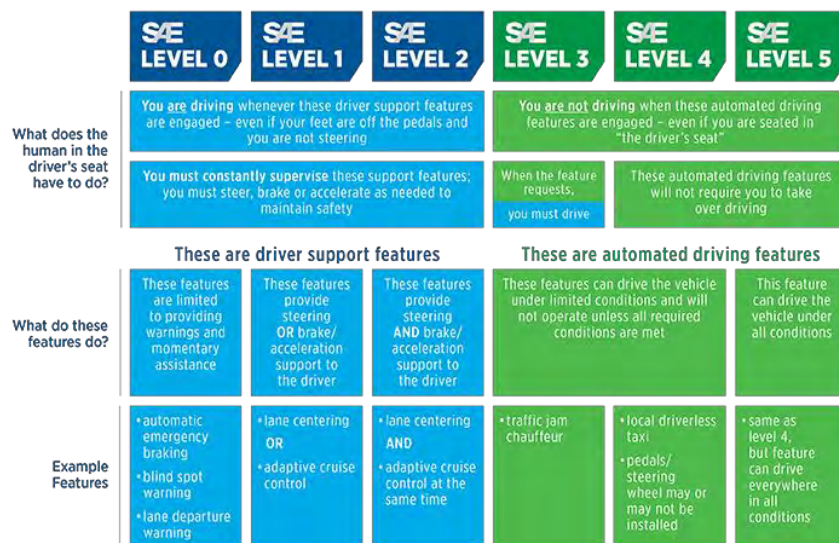 SAE
LEVEL 0
SAE
LEVEL 1
SAE
LEVEL 2
SAE
LEVEL 3
SAE
LEVEL 4
SAE
LEVEL 5
What does the
human in the
driver's seat
have to do?
You are driving whenever these driver support features
are engaged – even if your feet are off the pedals and
you are not steering
You are not driving when these automated driving
features are engaged – even if you are seated in
"the driver's seat"
You must constantly supervise these support features;
you must steer, brake or accelerate as needed to
maintain safety
When the feature
requests,
you must drive
These automated driving features
will not require you to take
over driving
These are driver support features
These are automated driving features
What do these
features do?
These features
are limited
to providing
warnings and
momentary
assistance
These features
provide
steering
OR brake/
acceleration
support to
the driver
These features
provide
steering
AND brake/
acceleration
support to
the driver
These features can drive the vehicle
under limited conditions and will
not operate unless all required
conditions are met
This feature
can drive the
vehicle under
all conditions
Example
Features
• automatic
emergency
braking
• blind spot
warning
• lane departure
warning
• lane centering
OR
• adaptive cruise
control
• lane centering
AND
• adaptive cruise
control at the
same time
• traffic jam
chauffeur
• local driverless
taxi
• pedals/
steering
wheel may or
may not be
installed
• same as
level 4,
but feature
can drive
everywhere
in all
conditions